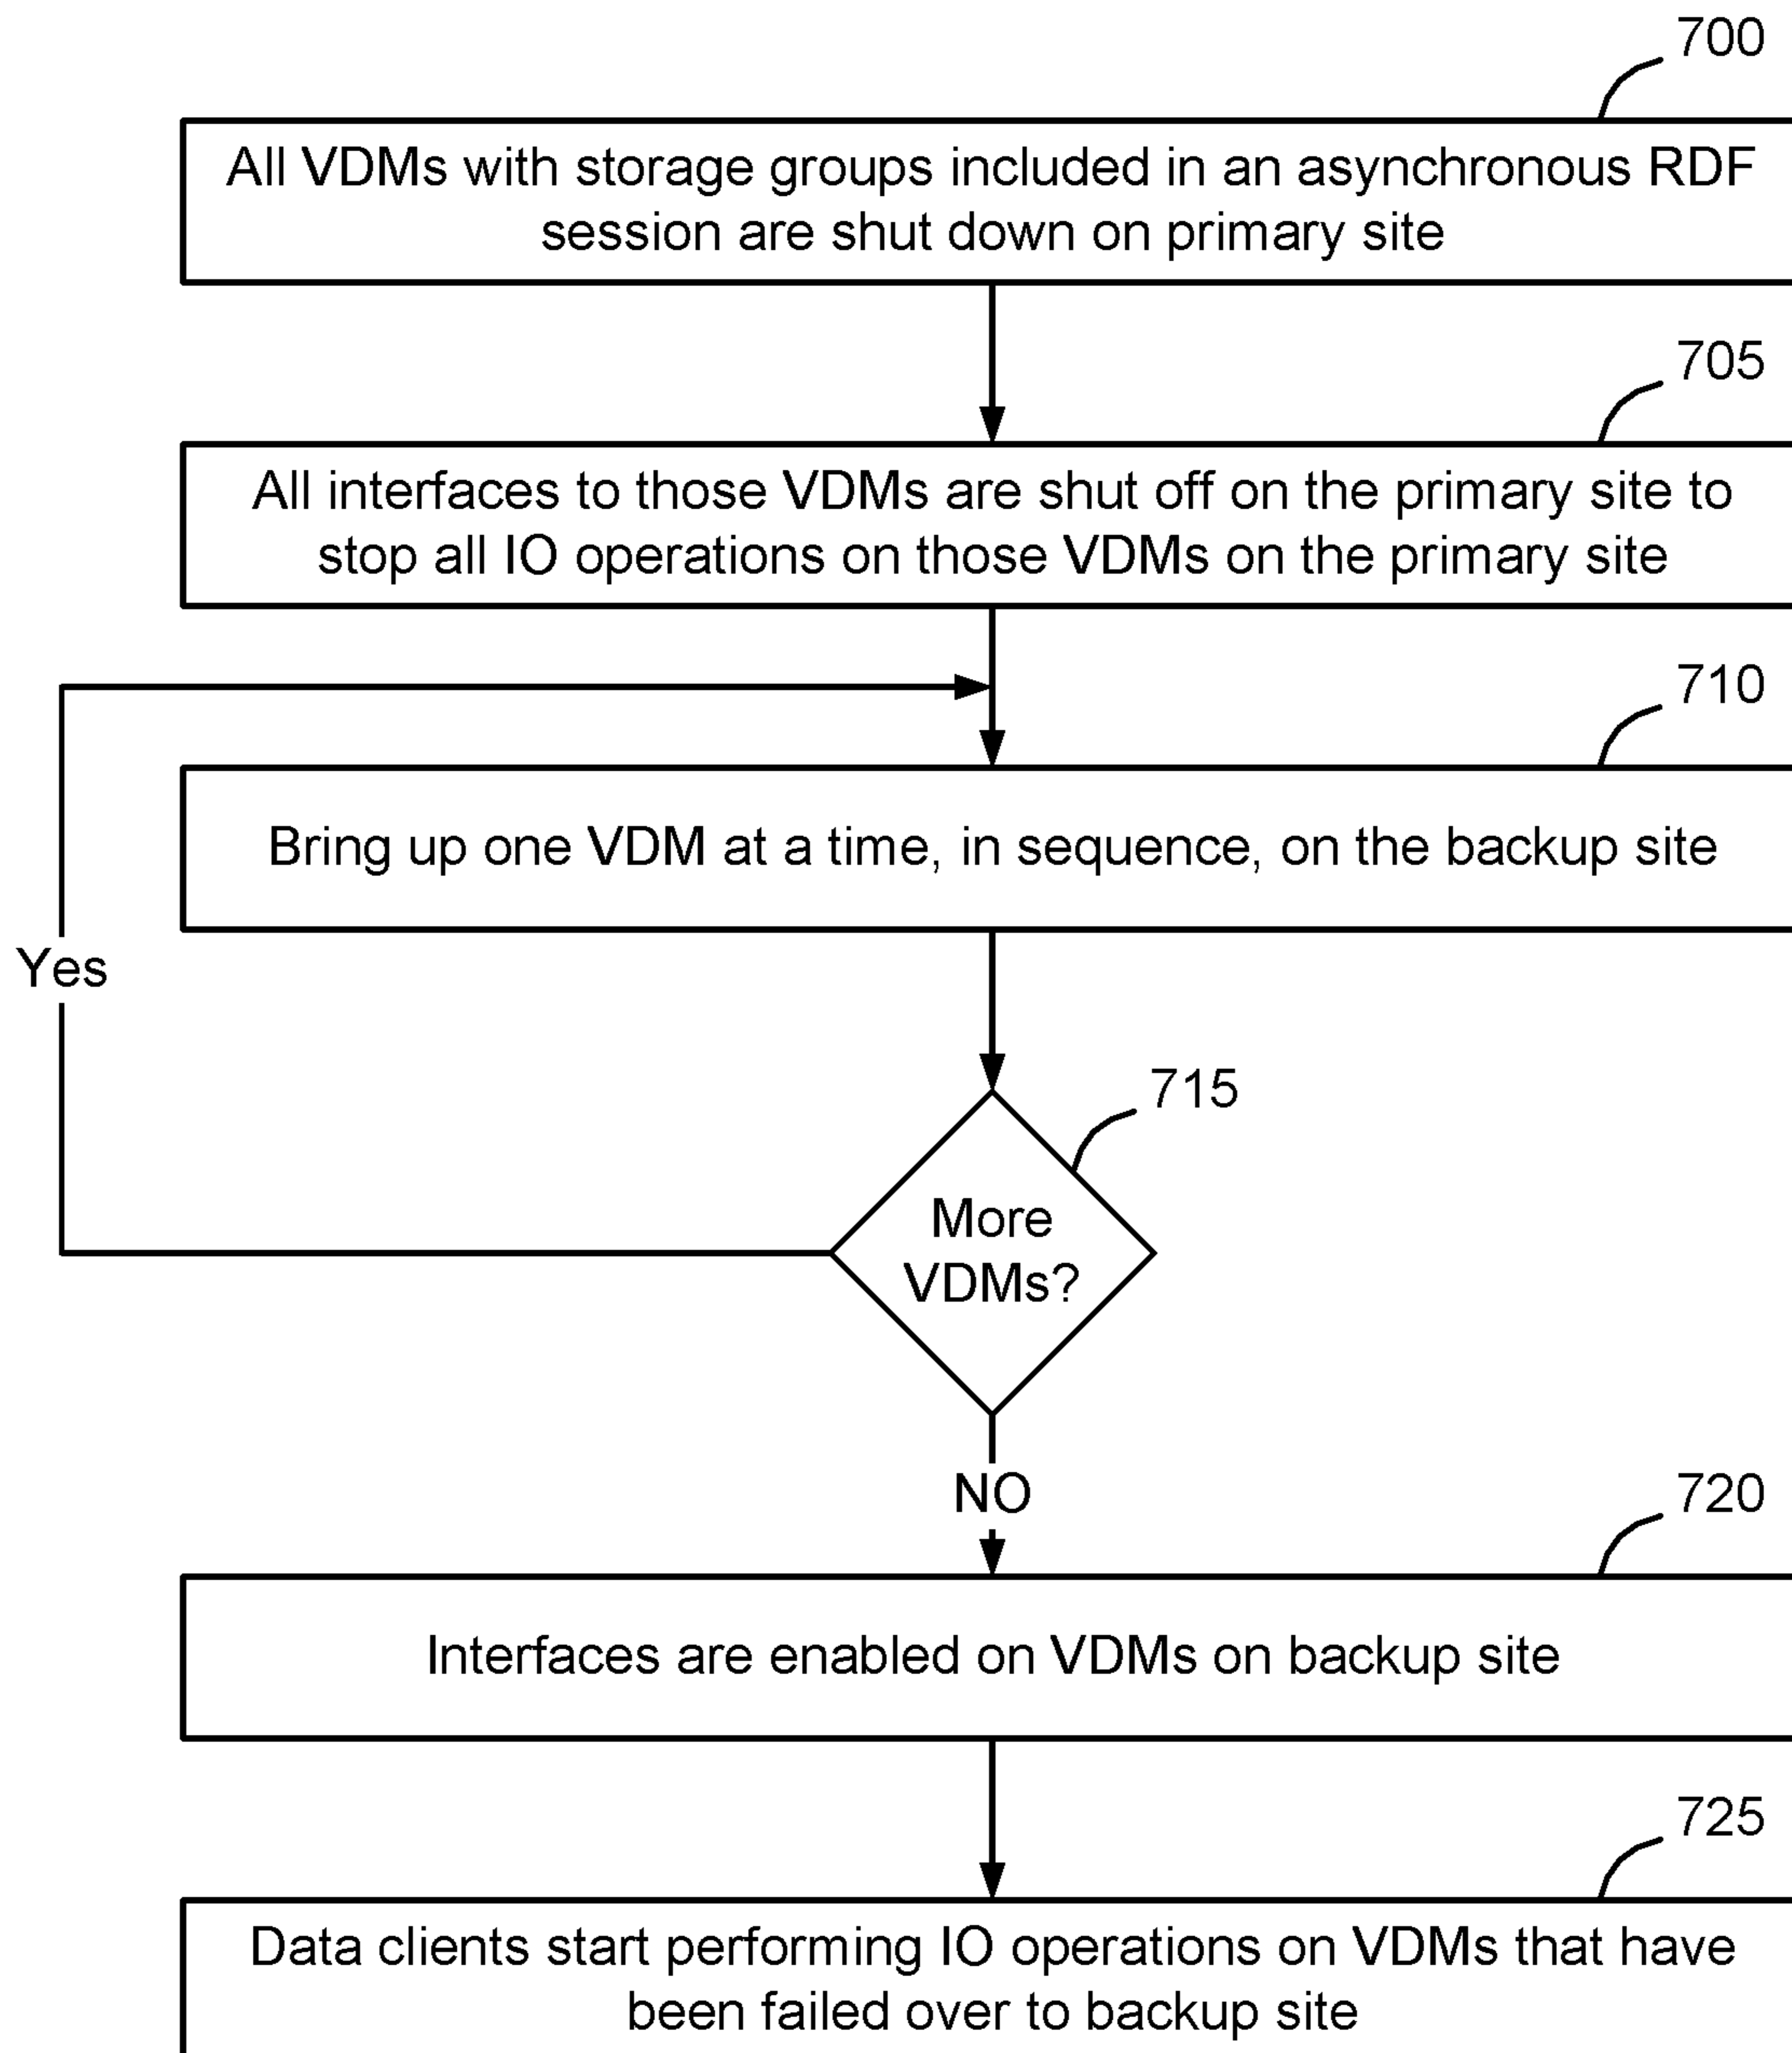 700
All VDMs with storage groups included in an asynchronous RDF
session are shut down on primary site
705
All interfaces to those VDMs are shut off on the primary site to
stop all IO operations on those VDMs on the primary site
710
Bring up one VDM at a time, in sequence, on the backup site
Yes
715
More
VDMs?
NO
720
Interfaces are enabled on VDMs on backup site
725
Data clients start performing IO operations on VDMs that have
been failed over to backup site